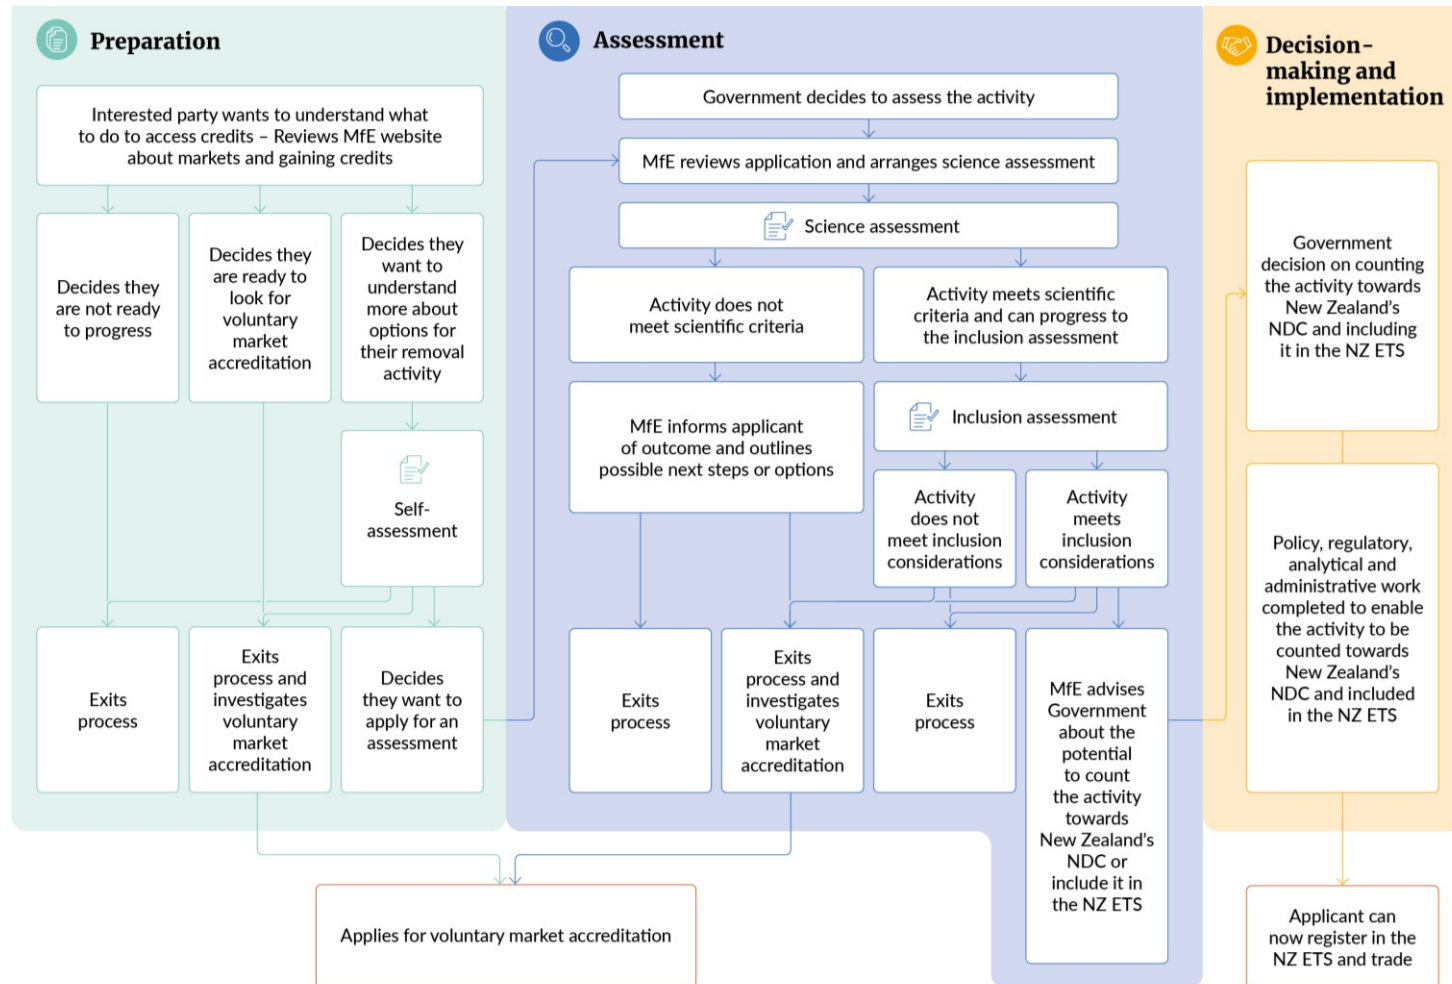 Preparation
Interested party wants to understand what
to do to access credits – Reviews MfE website
about markets and gaining credits
Decides they
are not ready
to progress
Decides they
are ready to
look for
voluntary
market
accreditation
Decides they
want to
understand
more about
options for
their removal
activity
Self-
assessment
Exits
process
Exits
process and
investigates
voluntary
market
accreditation
Decides
they want to
apply for an
assessment
Assessment
Government decides to assess the activity
MfE reviews application and arranges science assessment
Science assessment
Activity does not
meet scientific criteria
Activity meets scientific
criteria and can progress to
the inclusion assessment
MfE informs applicant
of outcome and outlines
possible next steps or options
Inclusion assessment
Activity
does not
meet inclusion
considerations
Activity
meets
inclusion
considerations
Exits
process
Exits
process and
investigates
voluntary
market
accreditation
Exits
process
MfE advises
Government
about the
potential
to count
the activity
towards
New Zealand’s
NDC or
include it in
the NZ ETS
Decision-
making and
implementation
Government
decision on counting
the activity towards
New Zealand’s
NDC and including
it in the NZ ETS
Policy, regulatory,
analytical and
administrative work
completed to enable
the activity to be
counted towards
New Zealand’s
NDC and included
in the NZ ETS
Applies for voluntary market accreditation
Applicant can
now register in the
NZ ETS and trade